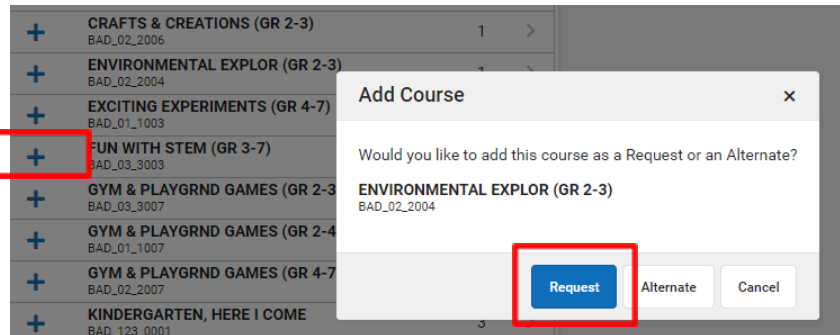 CRAFTS & CREATIONS (GR 2-3)
BAD_02_2006
1
ENVIRONMENTAL EXPLOR (GR 2-3)
BAD_02_2004
EXCITING EXPERIMENTS (GR 4-7)
BAD_01_1003
FUN WITH STEM (GR 3-7)
BAD_03_3003
GYM & PLAYGRND GAMES (GR 2-3
BAD_03_3007
GYM & PLAYGRND GAMES (GR 2-4
BAD_01_1007
GYM & PLAYGRND GAMES (GR 4-7
BAD_02_2007
KINDERGARTEN, HERE I COME
BAD_123_0001
3
Add Course
Would you like to add this course as a Request or an Alternate?
ENVIRONMENTAL EXPLOR (GR 2-3)
BAD_02_2004
Request Alternate Cancel